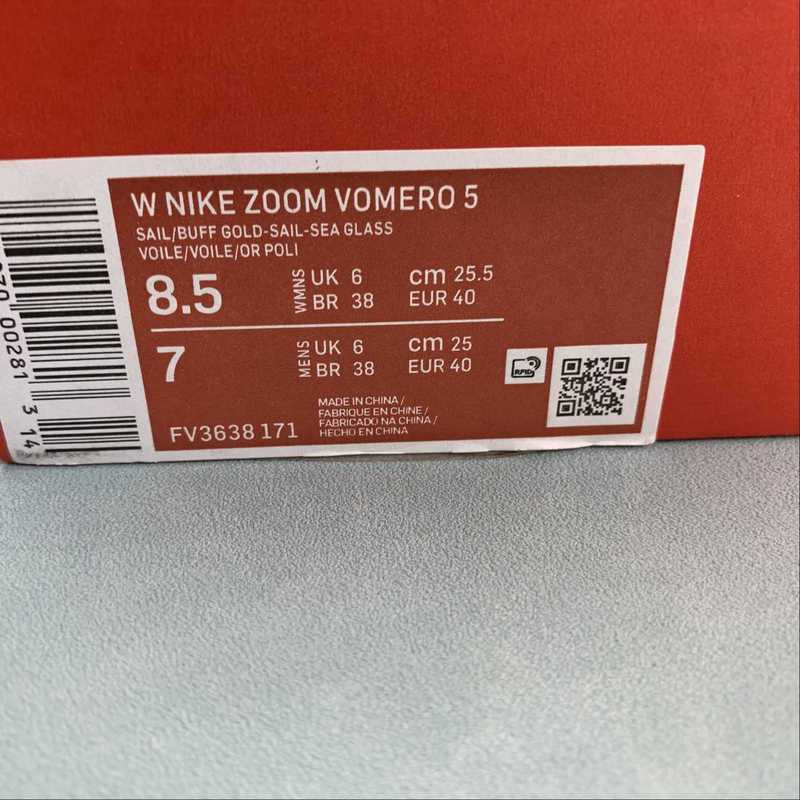 W NIKE ZOOM VOMERO 5
SAIL/BUFF GOLD-SAIL-SEA GLASS
VOILE/VOILE/OR POLI
8.5 WMNS UK 6 cm 25.5
BR 38 EUR 40
7 MENS UK 6 cm 25
BR 38 EUR 40
RFID
MADE IN CHINA /
FABRIQUE EN CHINE /
FABRICADO NA CHINA /
HECHO EN CHINA
FV3638 171
00281 3 14